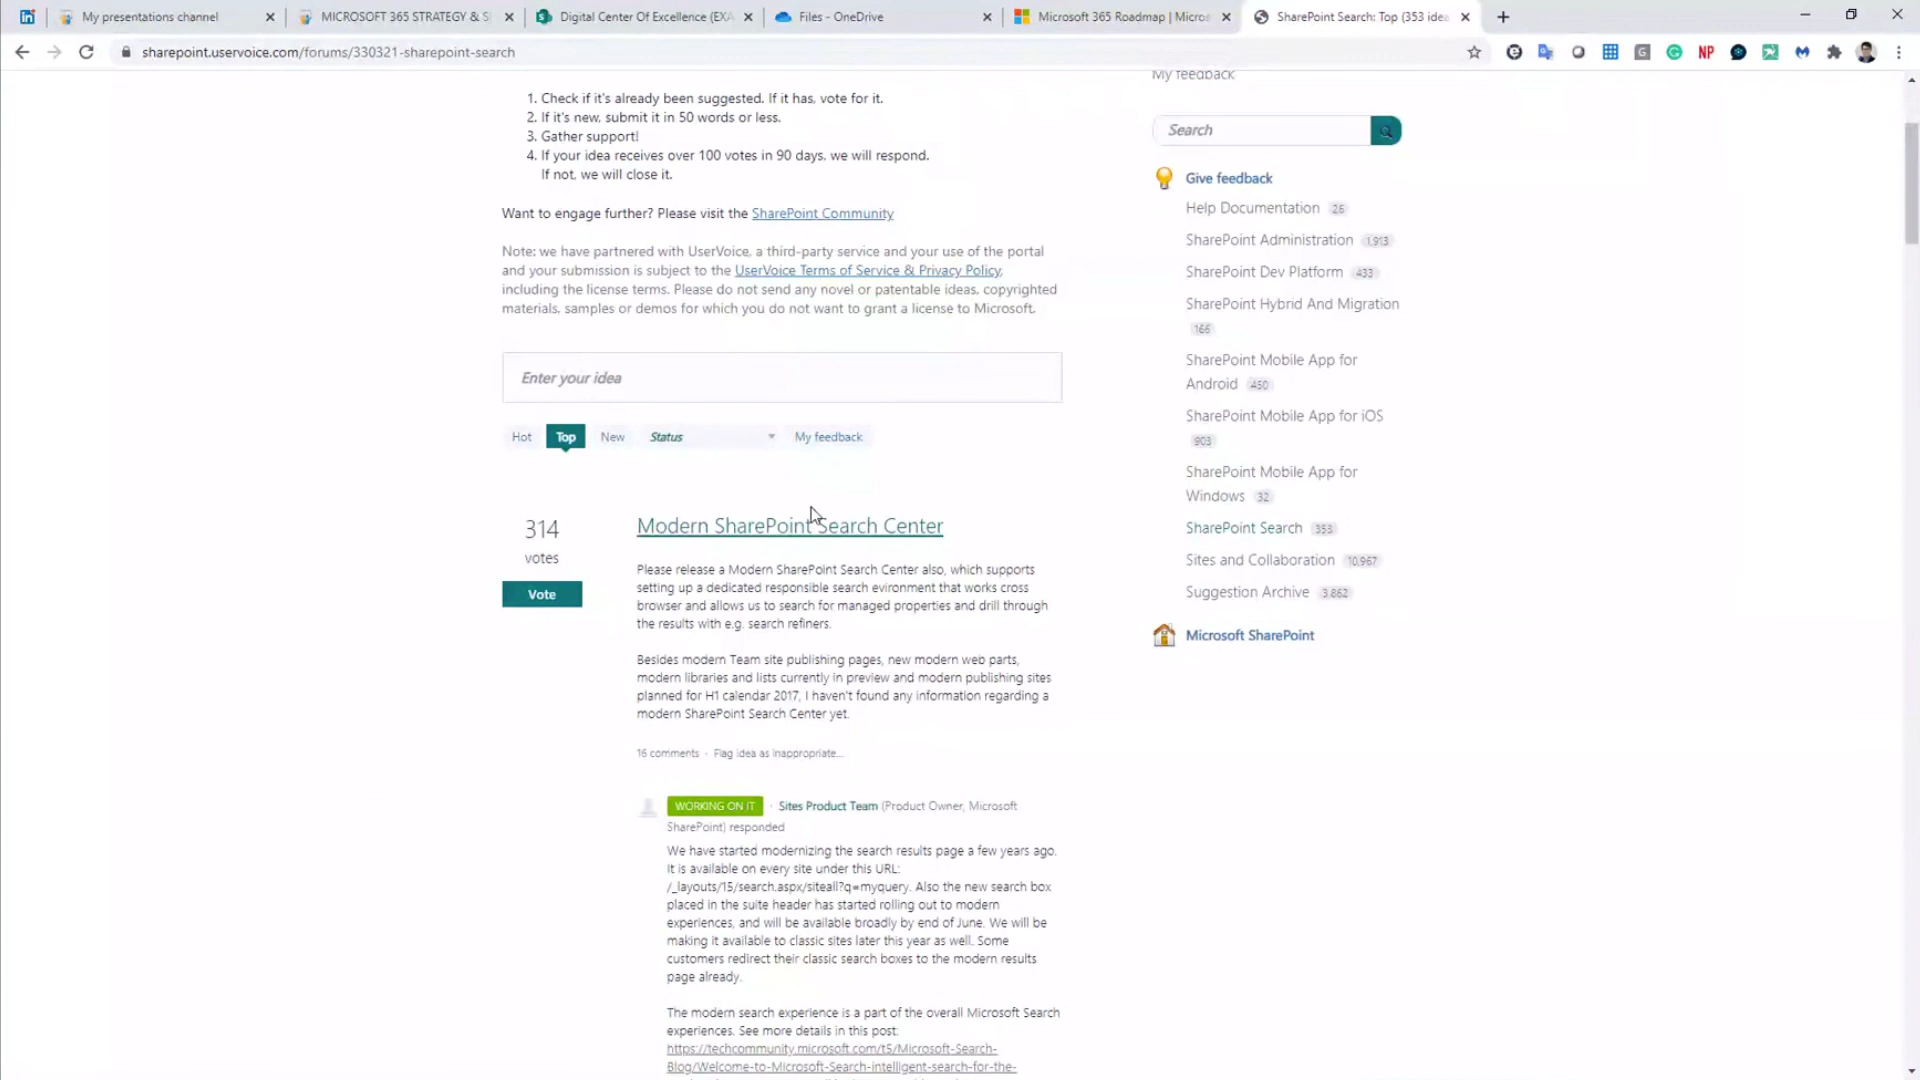 My presentations channel
MICROSOFT 365 STRATEGY & S
Digital Center Of Excellence (EXA
Files - OneDrive
Microsoft 365 Roadmap | Micros
SharePoint Search: Top (353 idea
sharepoint.uservoice.com/forums/330321-sharepoint-search
1. Check if it's already been suggested. If it has, vote for it.
2. If it's new, submit it in 50 words or less.
3. Gather support!
4. If your idea receives over 100 votes in 90 days, we will respond.
If not, we will close it.
Want to engage further? Please visit the SharePoint Community
Note: we have partnered with UserVoice, a third-party service and your use of the portal
and your submission is subject to the UserVoice Terms of Service & Privacy Policy,
including the license terms. Please do not send any novel or patentable ideas, copyrighted
materials, samples or demos for which you do not want to grant a license to Microsoft.
Enter your idea
Hot Top New Status My feedback
314
votes
Vote
Modern SharePoint Search Center
Please release a Modern SharePoint Search Center also, which supports
setting up a dedicated responsible search evironment that works cross
browser and allows us to search for managed properties and drill through
the results with e.g. search refiners.
Besides modern Team site publishing pages, new modern web parts,
modern libraries and lists currently in preview and modern publishing sites
planned for H1 calendar 2017, I haven't found any information regarding a
modern SharePoint Search Center yet.
16 comments · Flag idea as inappropriate...
WORKING ON IT · Sites Product Team (Product Owner, Microsoft
SharePoint) responded
We have started modernizing the search results page a few years ago.
It is available on every site under this URL:
/_layouts/15/search.aspx/siteall?q=myquery. Also the new search box
placed in the suite header has started rolling out to modern
experiences, and will be available broadly by end of June. We will be
making it available to classic sites later this year as well. Some
customers redirect their classic search boxes to the modern results
page already.
The modern search experience is a part of the overall Microsoft Search
experiences. See more details in this post:
https://techcommunity.microsoft.com/t5/Microsoft-Search-
Blog/Welcome-to-Microsoft-Search-intelligent-search-for-the-
My feedback
Search
Give feedback
Help Documentation 26
SharePoint Administration 1,913
SharePoint Dev Platform 433
SharePoint Hybrid And Migration
166
SharePoint Mobile App for
Android 450
SharePoint Mobile App for iOS
903
SharePoint Mobile App for
Windows 32
SharePoint Search 353
Sites and Collaboration 10,967
Suggestion Archive 3,862
Microsoft SharePoint